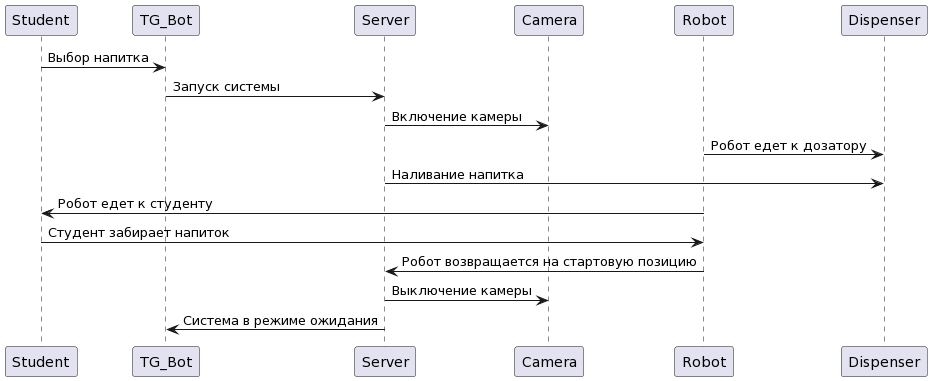 Student TG_Bot Server Camera Robot Dispenser
Выбор напитка
Запуск системы
Включение камеры
Робот едет к дозатору
Наливание напитка
Робот едет к студенту
Студент забирает напиток
Робот возвращается на стартовую позицию
Выключение камеры
Система в режиме ожидания
Student TG_Bot Server Camera Robot Dispenser